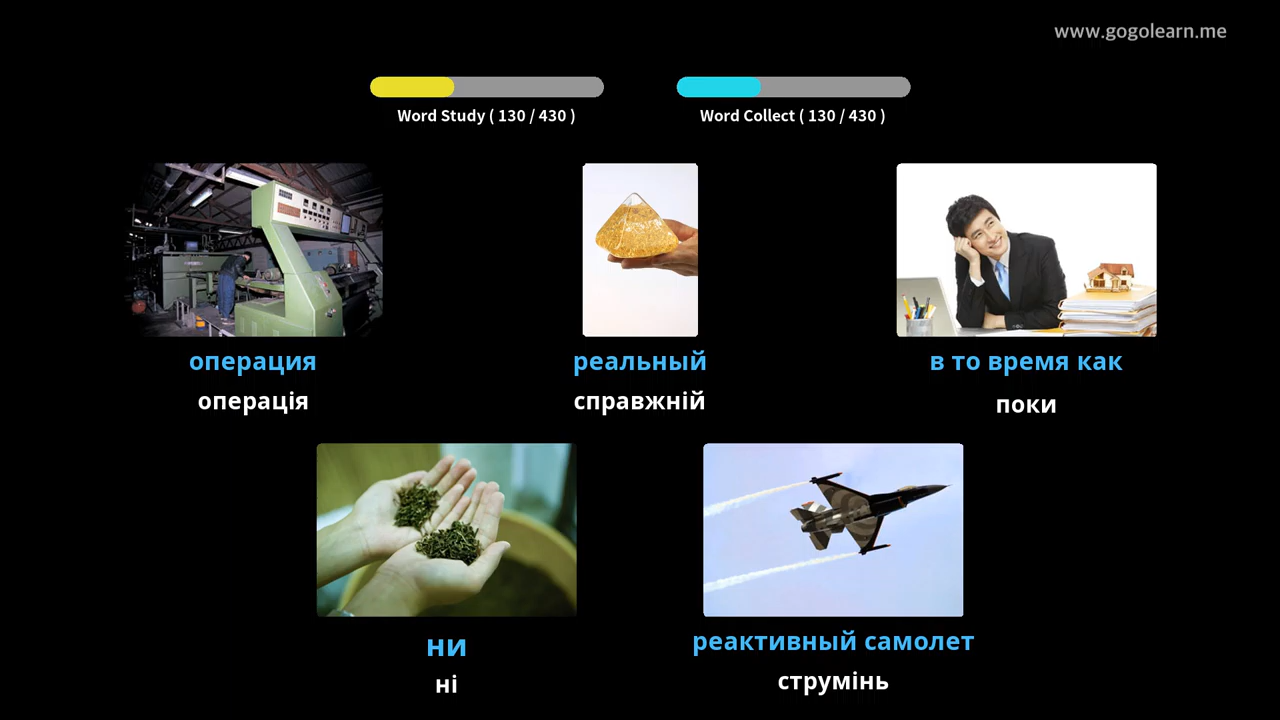 www.gogolearn.me
Word Study ( 130 / 430 )
Word Collect ( 130 / 430 )
операция
операція
реальный
справжній
в то время как
поки
ни
ні
реактивный самолет
струмінь